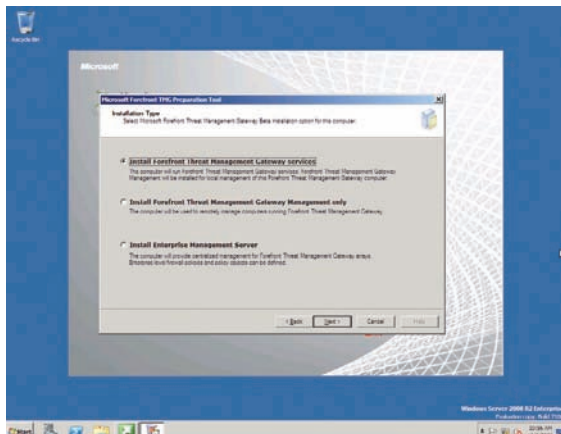 Recycle Bin
Microsoft
Microsoft Forefront TMG Preparation Tool
Installation Type
Select Microsoft Forefront Threat Management Gateway Beta installation option for this computer.
Install Forefront Threat Management Gateway services
The computer will run Forefront Threat Management Gateway services. Forefront Threat Management Gateway
Management will be installed for local management of this Forefront Threat Management Gateway computer.
Install Forefront Threat Management Gateway Management only
The computer will be used to remotely manage computers running Forefront Threat Management Gateway.
Install Enterprise Management Server
The computer will provide centralized management for Forefront Threat Management Gateway arrays.
Enterprise level firewall policies and policy objects can be defined.
< Back Next > Cancel Help
Windows Server 2008 R2 Enterprise
Evaluation copy. Build
Start